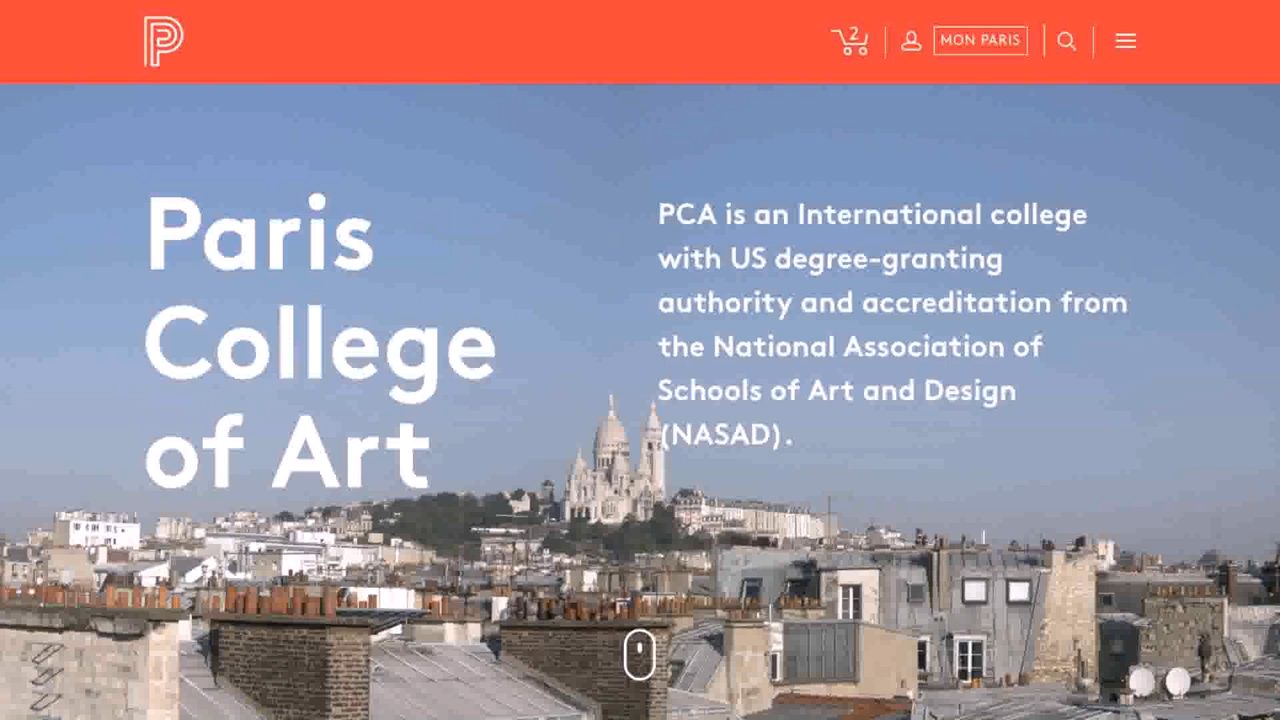 P
2
MON PARIS
Paris
College
of Art
PCA is an International college
with US degree-granting
authority and accreditation from
the National Association of
Schools of Art and Design
(NASAD).